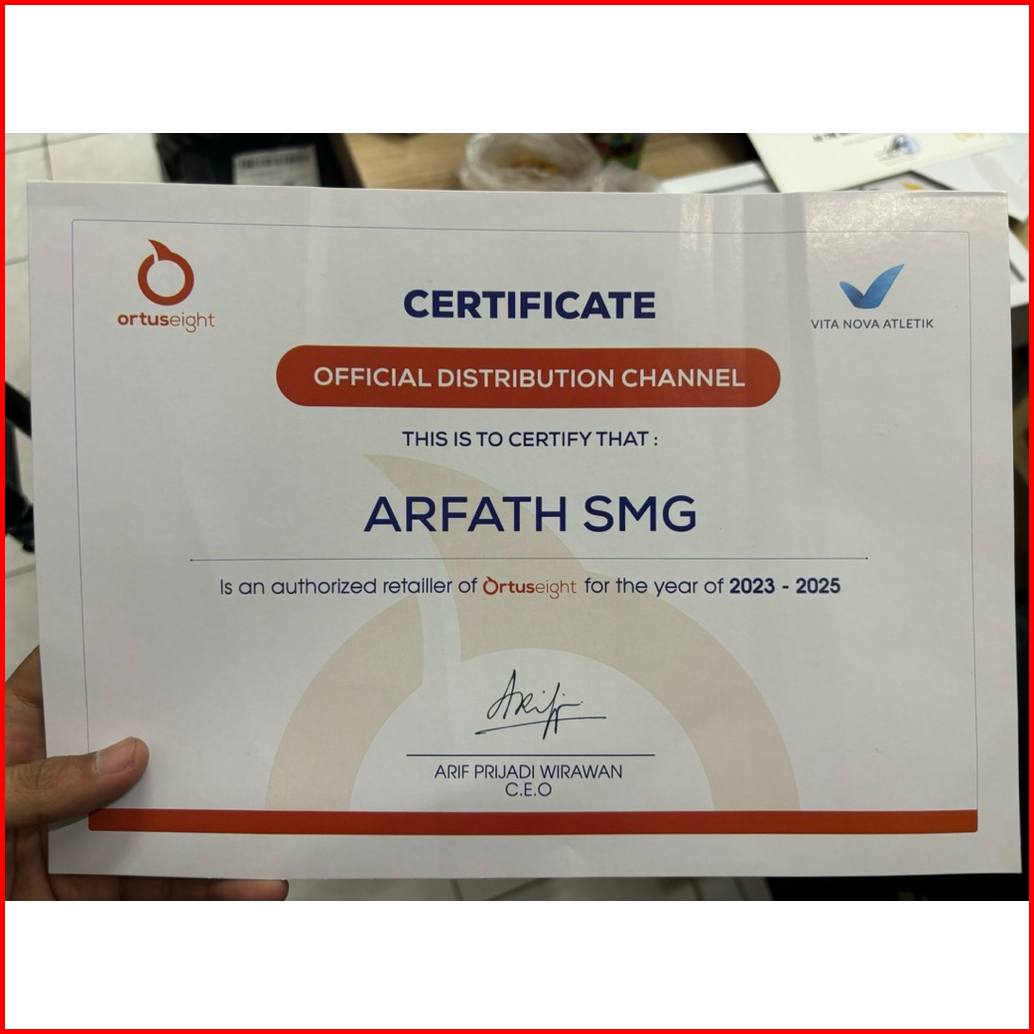 ortuseight
CERTIFICATE
VITA NOVA ATLETIK
OFFICIAL DISTRIBUTION CHANNEL
THIS IS TO CERTIFY THAT :
ARFATH SMG
Is an authorized retailler of Ortuseight for the year of 2023 - 2025
ARIF PRIJADI WIRAWAN
C.E.O